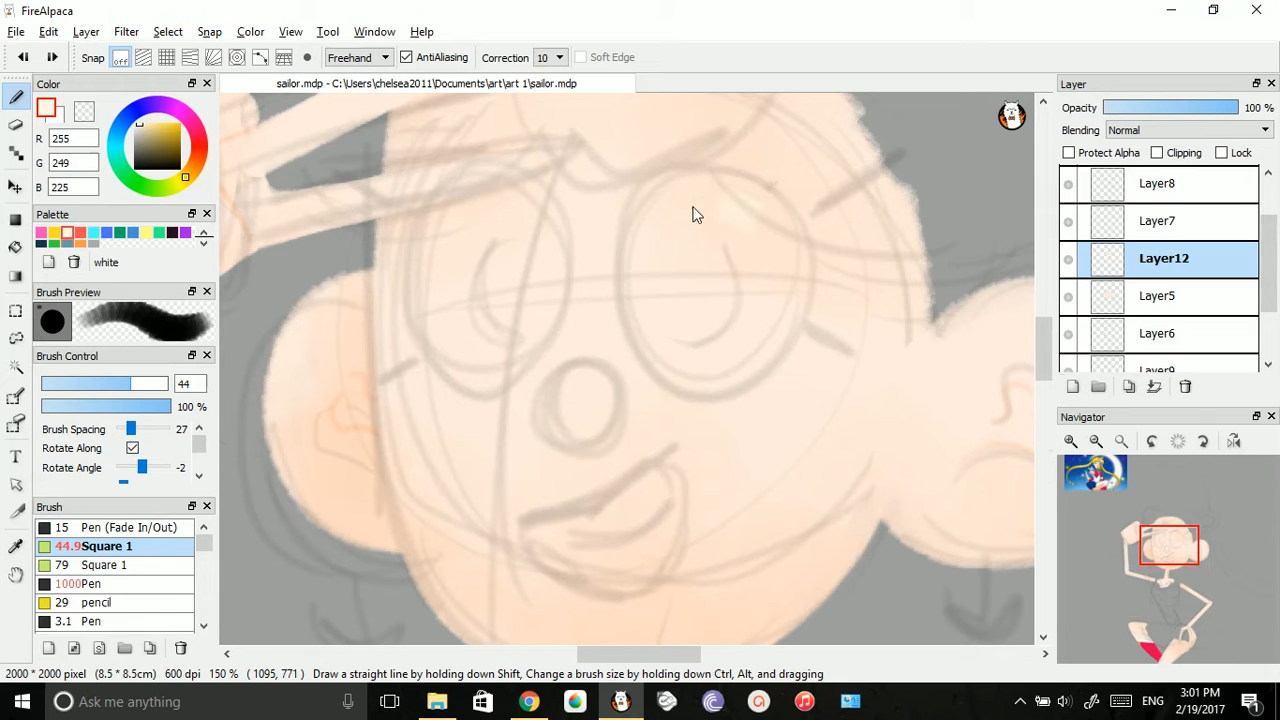 FireAlpaca
File Edit Layer Filter Select Snap Color View Tool Window Help
Snap off Freehand AntiAliasing Correction 10 Soft Edge
Color
sailor.mdp - C:\Users\chelsea2011\Documents\art\art 1\sailor.mdp
Layer
R 255
G 249
B 225
Opacity 100 %
Blending Normal
Protect Alpha Clipping Lock
Palette
white
Layer8
Layer7
Layer12
Layer5
Layer6
Layer9
Brush Preview
Brush Control
44
100 %
Brush Spacing 27
Rotate Along
Rotate Angle -2
Navigator
Brush
15 Pen (Fade In/Out)
44.9 Square 1
79 Square 1
1000 Pen
29 pencil
3.1 Pen
2000 * 2000 pixel (8.5 * 8.5cm) 600 dpi 150 % ( 1095, 771 ) Draw a straight line by holding down Shift, Change a brush size by holding down Ctrl, Alt, and dragging
Ask me anything
ENG
3:01 PM
2/19/2017
1